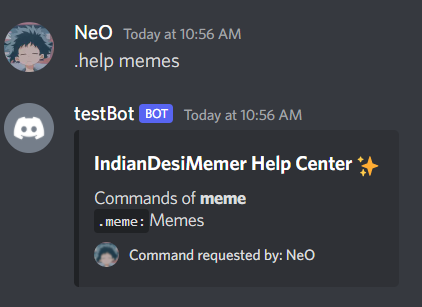 NeO Today at 10:56 AM
.help memes
testBot BOT Today at 10:56 AM
IndianDesiMemer Help Center ✨
Commands of meme
.meme: Memes
Command requested by: NeO